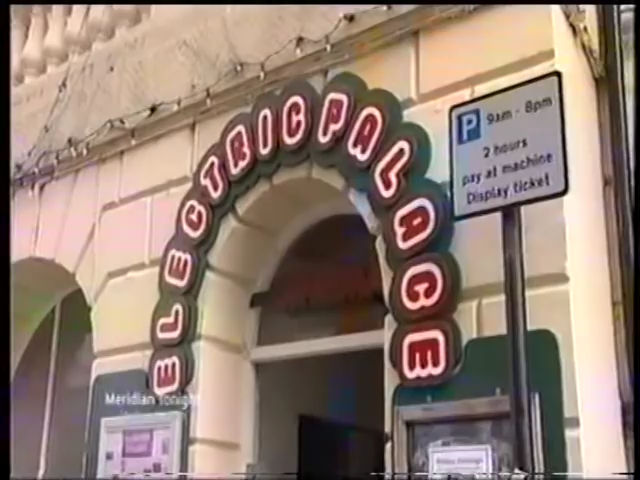 ELECTRIC PALACE
P 9am - 8pm
2 hours
pay at machine
Display ticket
Meridian Tonight